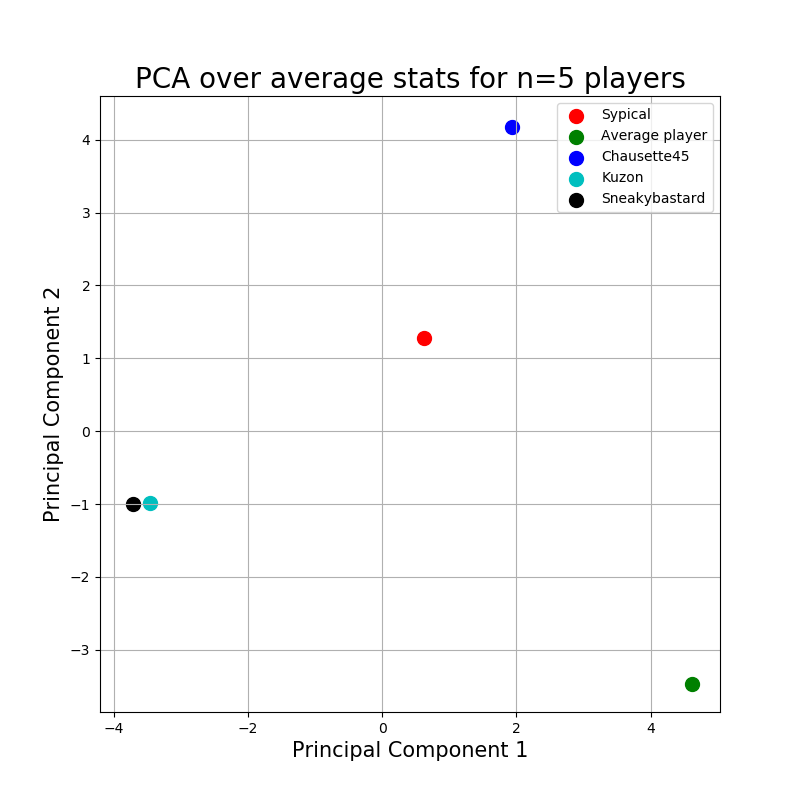 PCA over average stats for n=5 players
Sypical
Average player
Chausette45
Kuzon
Sneakybastard
4
3
2
1
0
−1
−2
−3
Principal Component 2
−4
−2
0
2
4
Principal Component 1